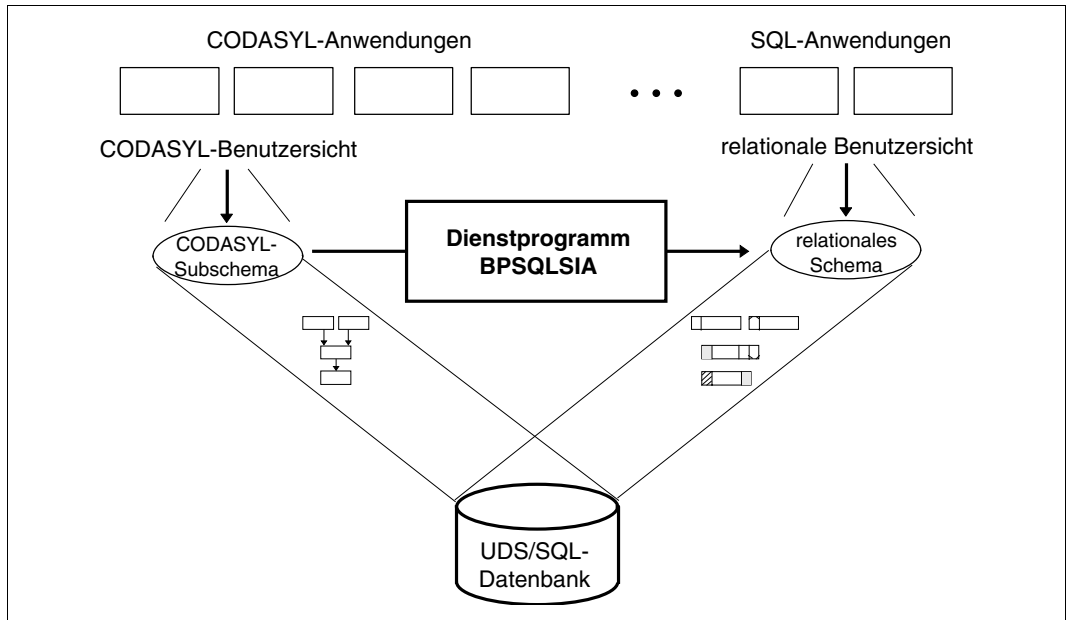 CODASYL-Anwendungen
SQL-Anwendungen
CODASYL-Benutzersicht
relationale Benutzersicht
CODASYL-
Subschema
Dienstprogramm
BPSQLSIA
relationales
Schema
UDS/SQL-
Datenbank